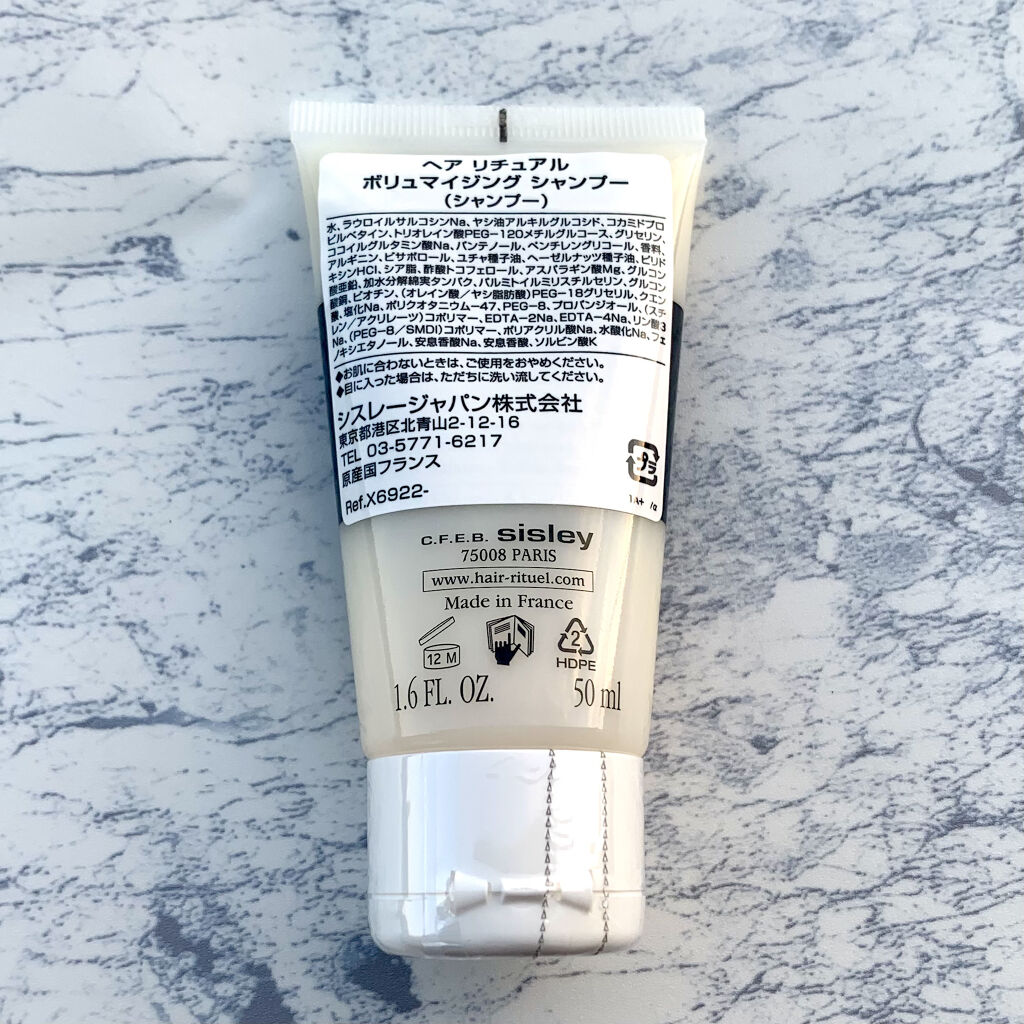 ヘア リチュアル
ボリュマイジング シャンプー
(シャンプー)
水、ラウロイルサルコシンNa、ヤシ油アルキルグルコシド、コカミドプロ
ピルベタイン、トリオレイン酸PEG-120メチルグルコース、グリセリン、
ココイルグルタミン酸Na、パンテノール、ペンチレングリコール、香料、
アルギニン、ビサボロール、ユチャ種子油、ヘーゼルナッツ種子油、ピリド
キシンHCl、シア脂、酢酸トコフェロール、アスパラギン酸Mg、グルコン
酸亜鉛、加水分解綿実タンパク、パルミトイルミリスチルセリン、グルコン
酸銅、ビオチン、(オレイン酸/ヤシ脂肪酸)PEG-18グリセリル、クエン
酸、塩化Na、ポリクオタニウム-47、PEG-8、プロパンジオール、(スチ
レン/アクリレーツ)コポリマー、EDTA-2Na、EDTA-4Na、リン酸3
Na、(PEG-8/SMDI)コポリマー、ポリアクリル酸Na、水酸化Na、フェ
ノキシエタノール、安息香酸Na、安息香酸、ソルビン酸K
◆お肌に合わないときは、ご使用をおやめください。
◆目に入った場合は、ただちに洗い流してください。
シスレージャパン株式会社
東京都港区北青山2-12-16
TEL 03-5771-6217
原産国フランス
プラ
Ref.X6922-
C.F.E.B. sisley
75008 PARIS
www.hair-rituel.com
Made in France
12 M
2
HDPE
1.6 FL. OZ. 50 ml